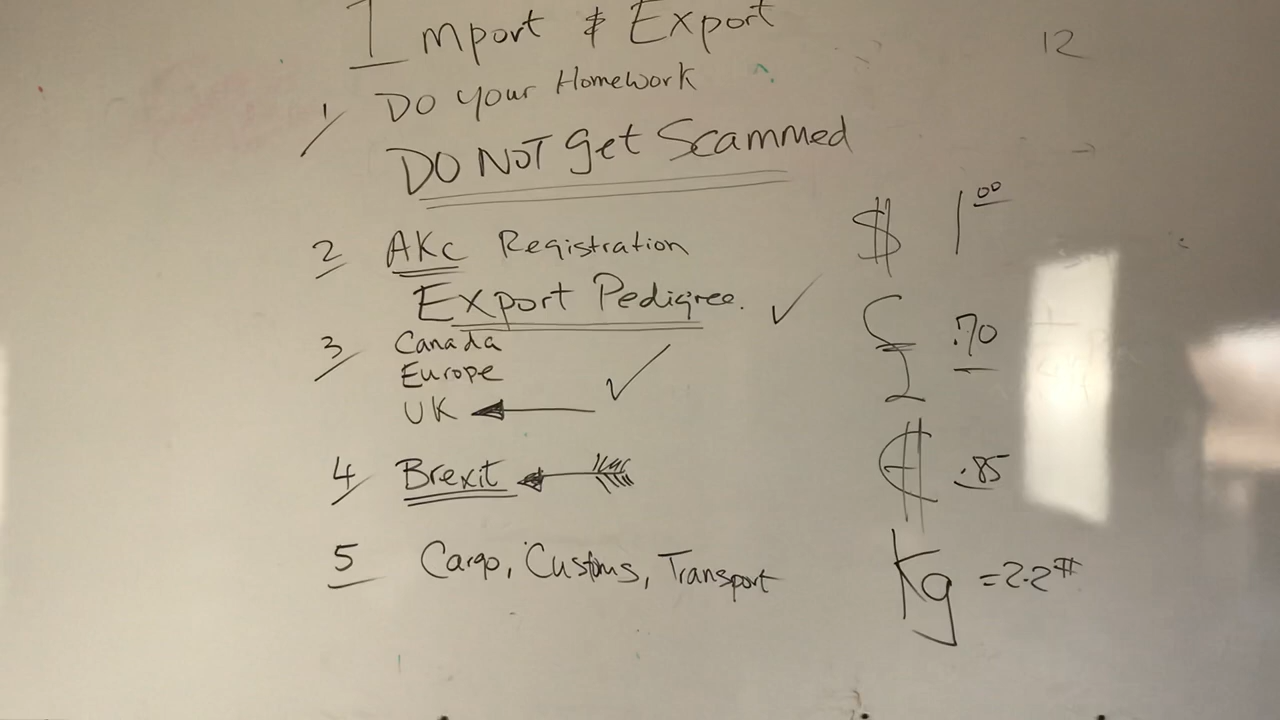 Import & Export
12
1 Do your Homework
DO NOT get Scammed
2 AKC Registration
Export Pedigree. ✓
3 Canada
Europe
UK ← ✓
4 Brexit ←
5 Cargo, Customs, Transport
$ 1.00
£ .70
€ .85
Kg = 2.2#